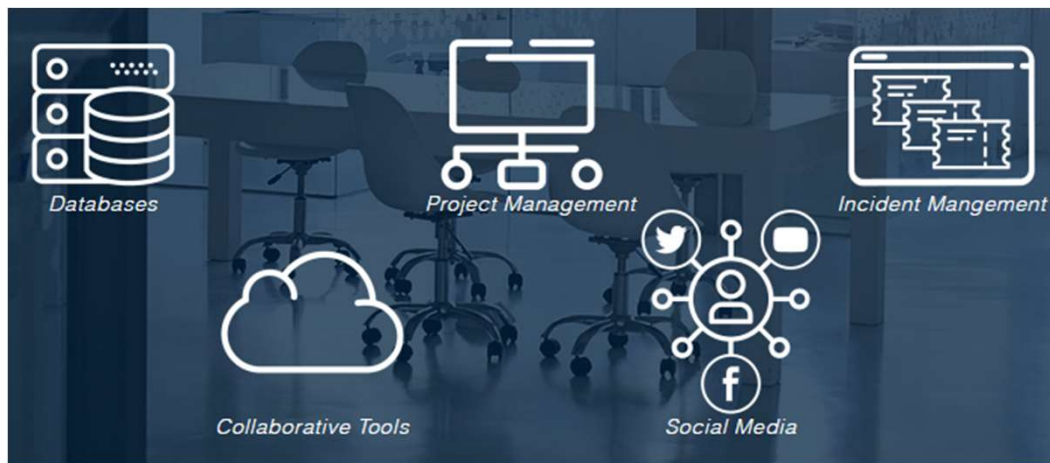 Databases
Project Management
Incident Mangement
Collaborative Tools
Social Media